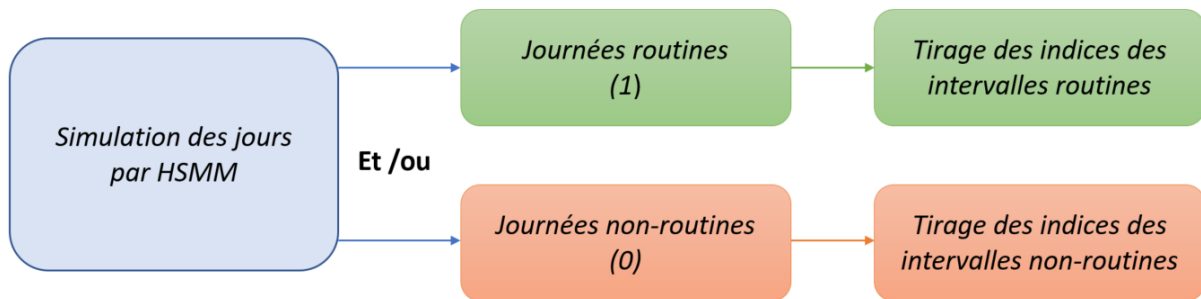 Simulation des jours
par HSMM
Et /ou
Journées routines
(1)
Tirage des indices des
intervalles routines
Journées non-routines
(0)
Tirage des indices des
intervalles non-routines